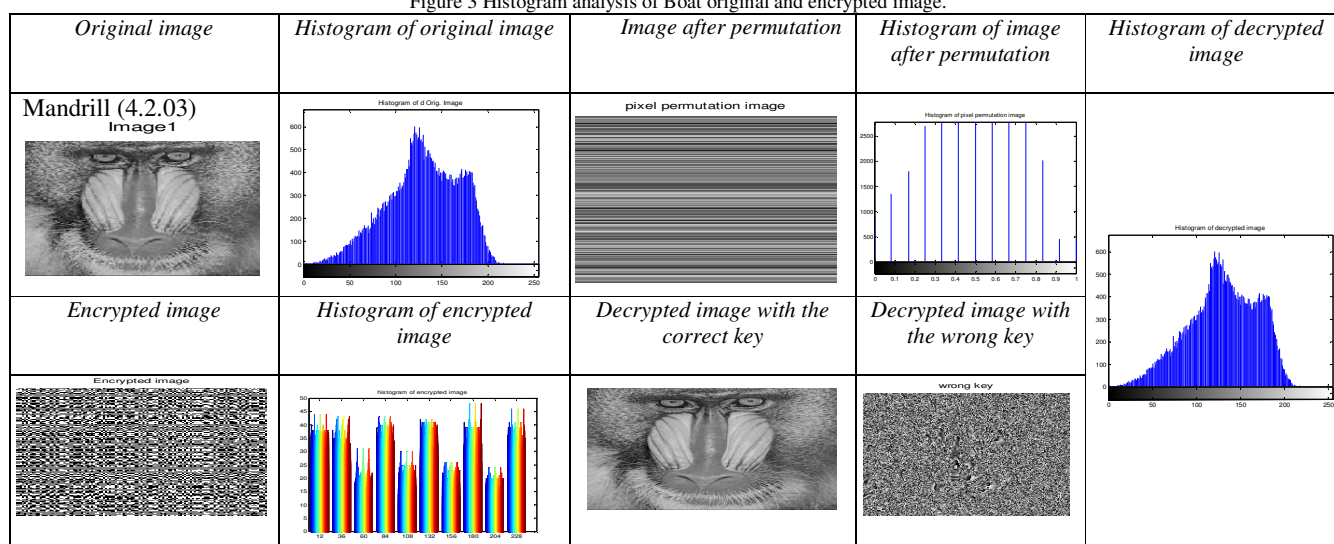 Figure 3 Histogram analysis of Boat original and encrypted image.
Original image
Histogram of original image
Image after permutation
Histogram of image
after permutation
Histogram of decrypted
image
Mandrill (4.2.03)
Image1
Histogram of d Orig. Image
600
500
400
300
200
100
0
0 50 100 150 200 250
pixel permutation image
Histogram of pixel permutation image
2500
2000
1500
1000
500
0
0 0.1 0.2 0.3 0.4 0.5 0.6 0.7 0.8 0.9 1
Histogram of decrypted image
600
500
400
300
200
100
0
0 50 100 150 200 250
Encrypted image
Histogram of encrypted
image
Decrypted image with the
correct key
Decrypted image with
the wrong key
Encrypted image
histogram of encrypted image
50
45
40
35
30
25
20
15
10
5
0
12 36 60 84 108 132 156 180 204 228
wrong key